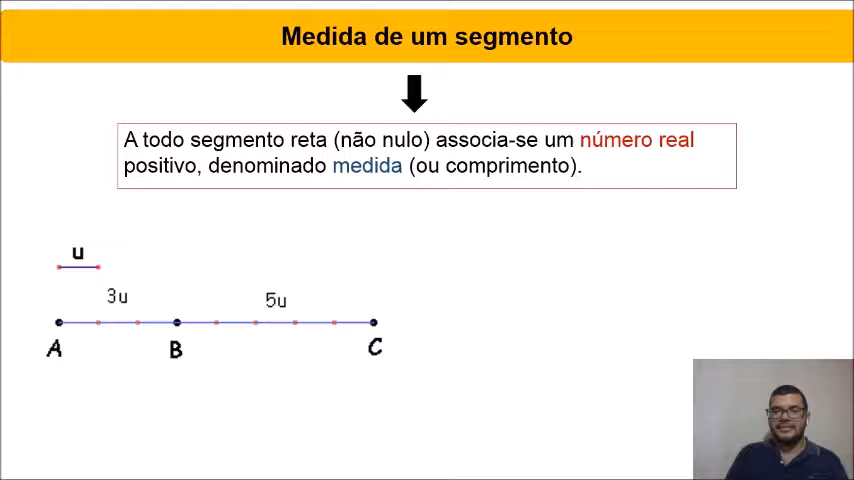 Medida de um segmento
A todo segmento reta (não nulo) associa-se um número real
positivo, denominado medida (ou comprimento).
u
3u 5u
A B C